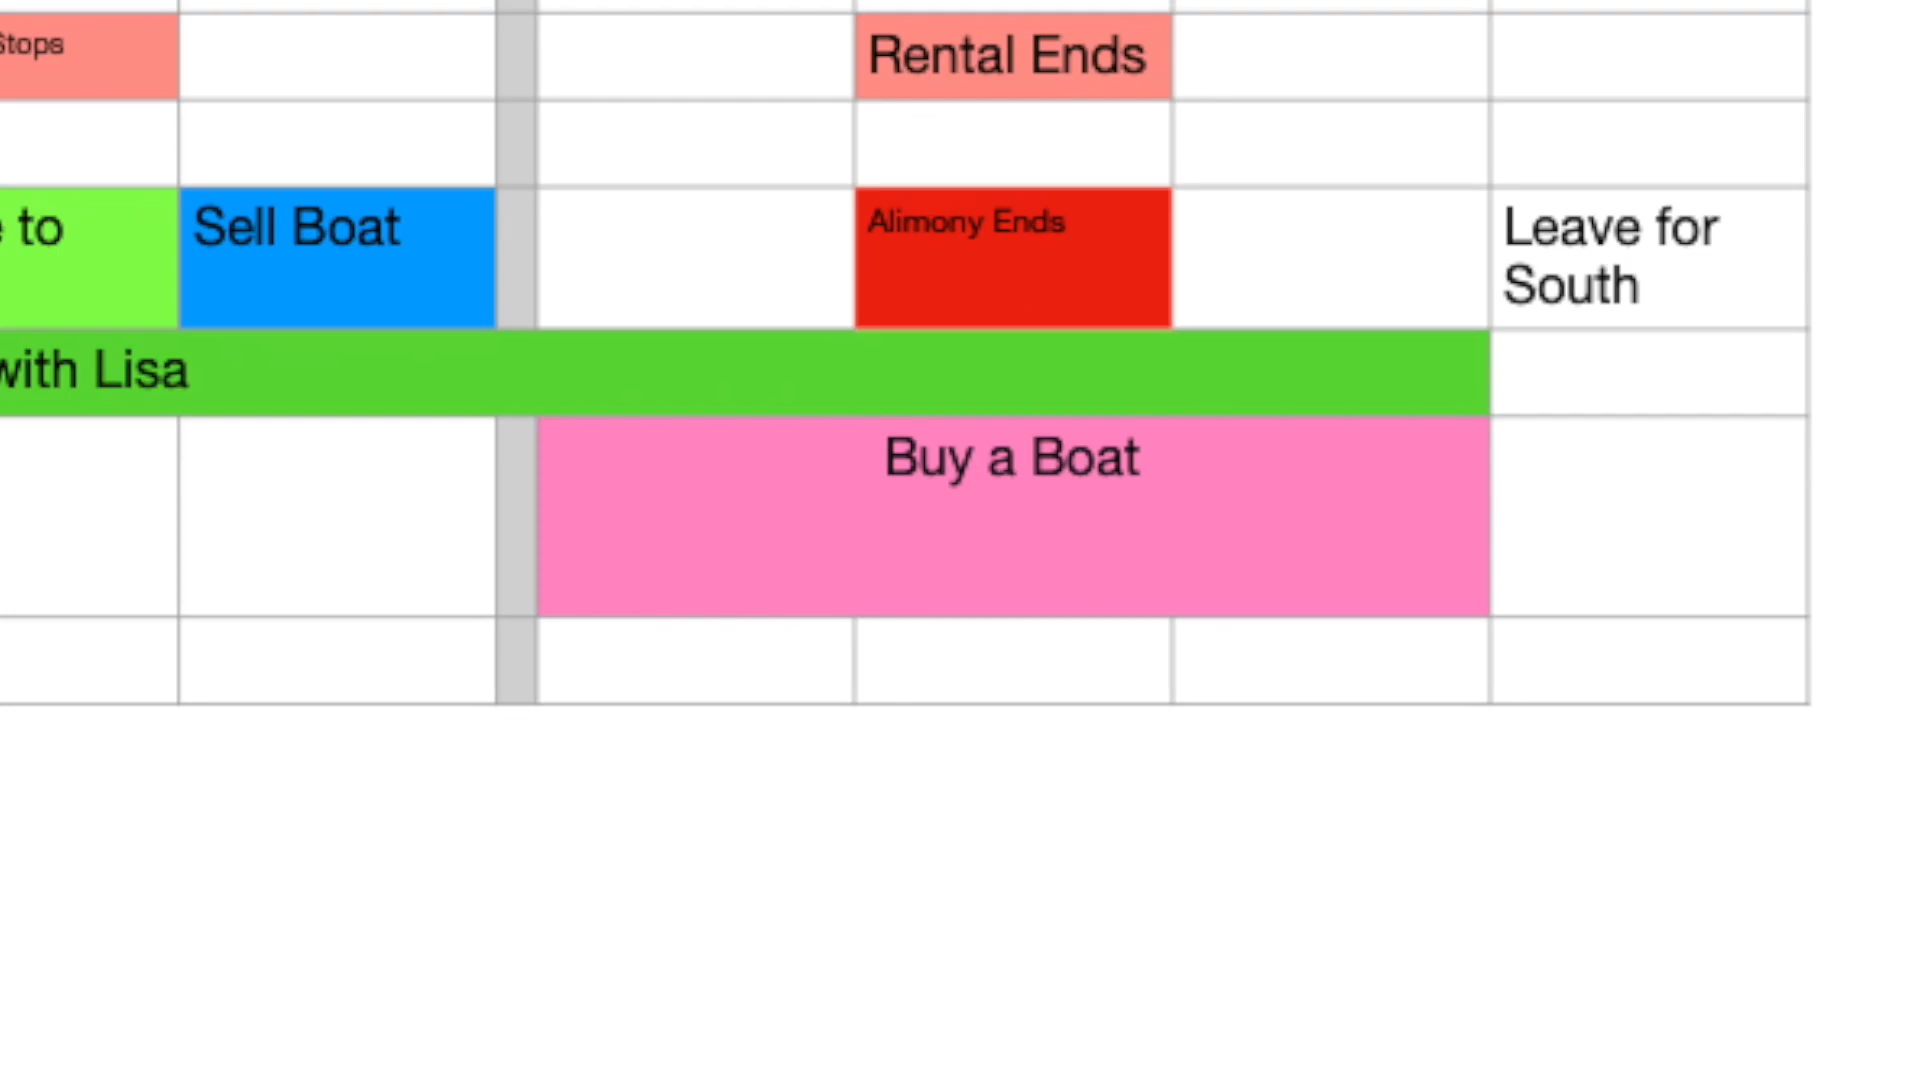 Stops
Rental Ends
to
Sell Boat
Alimony Ends
Leave for
South
with Lisa
Buy a Boat